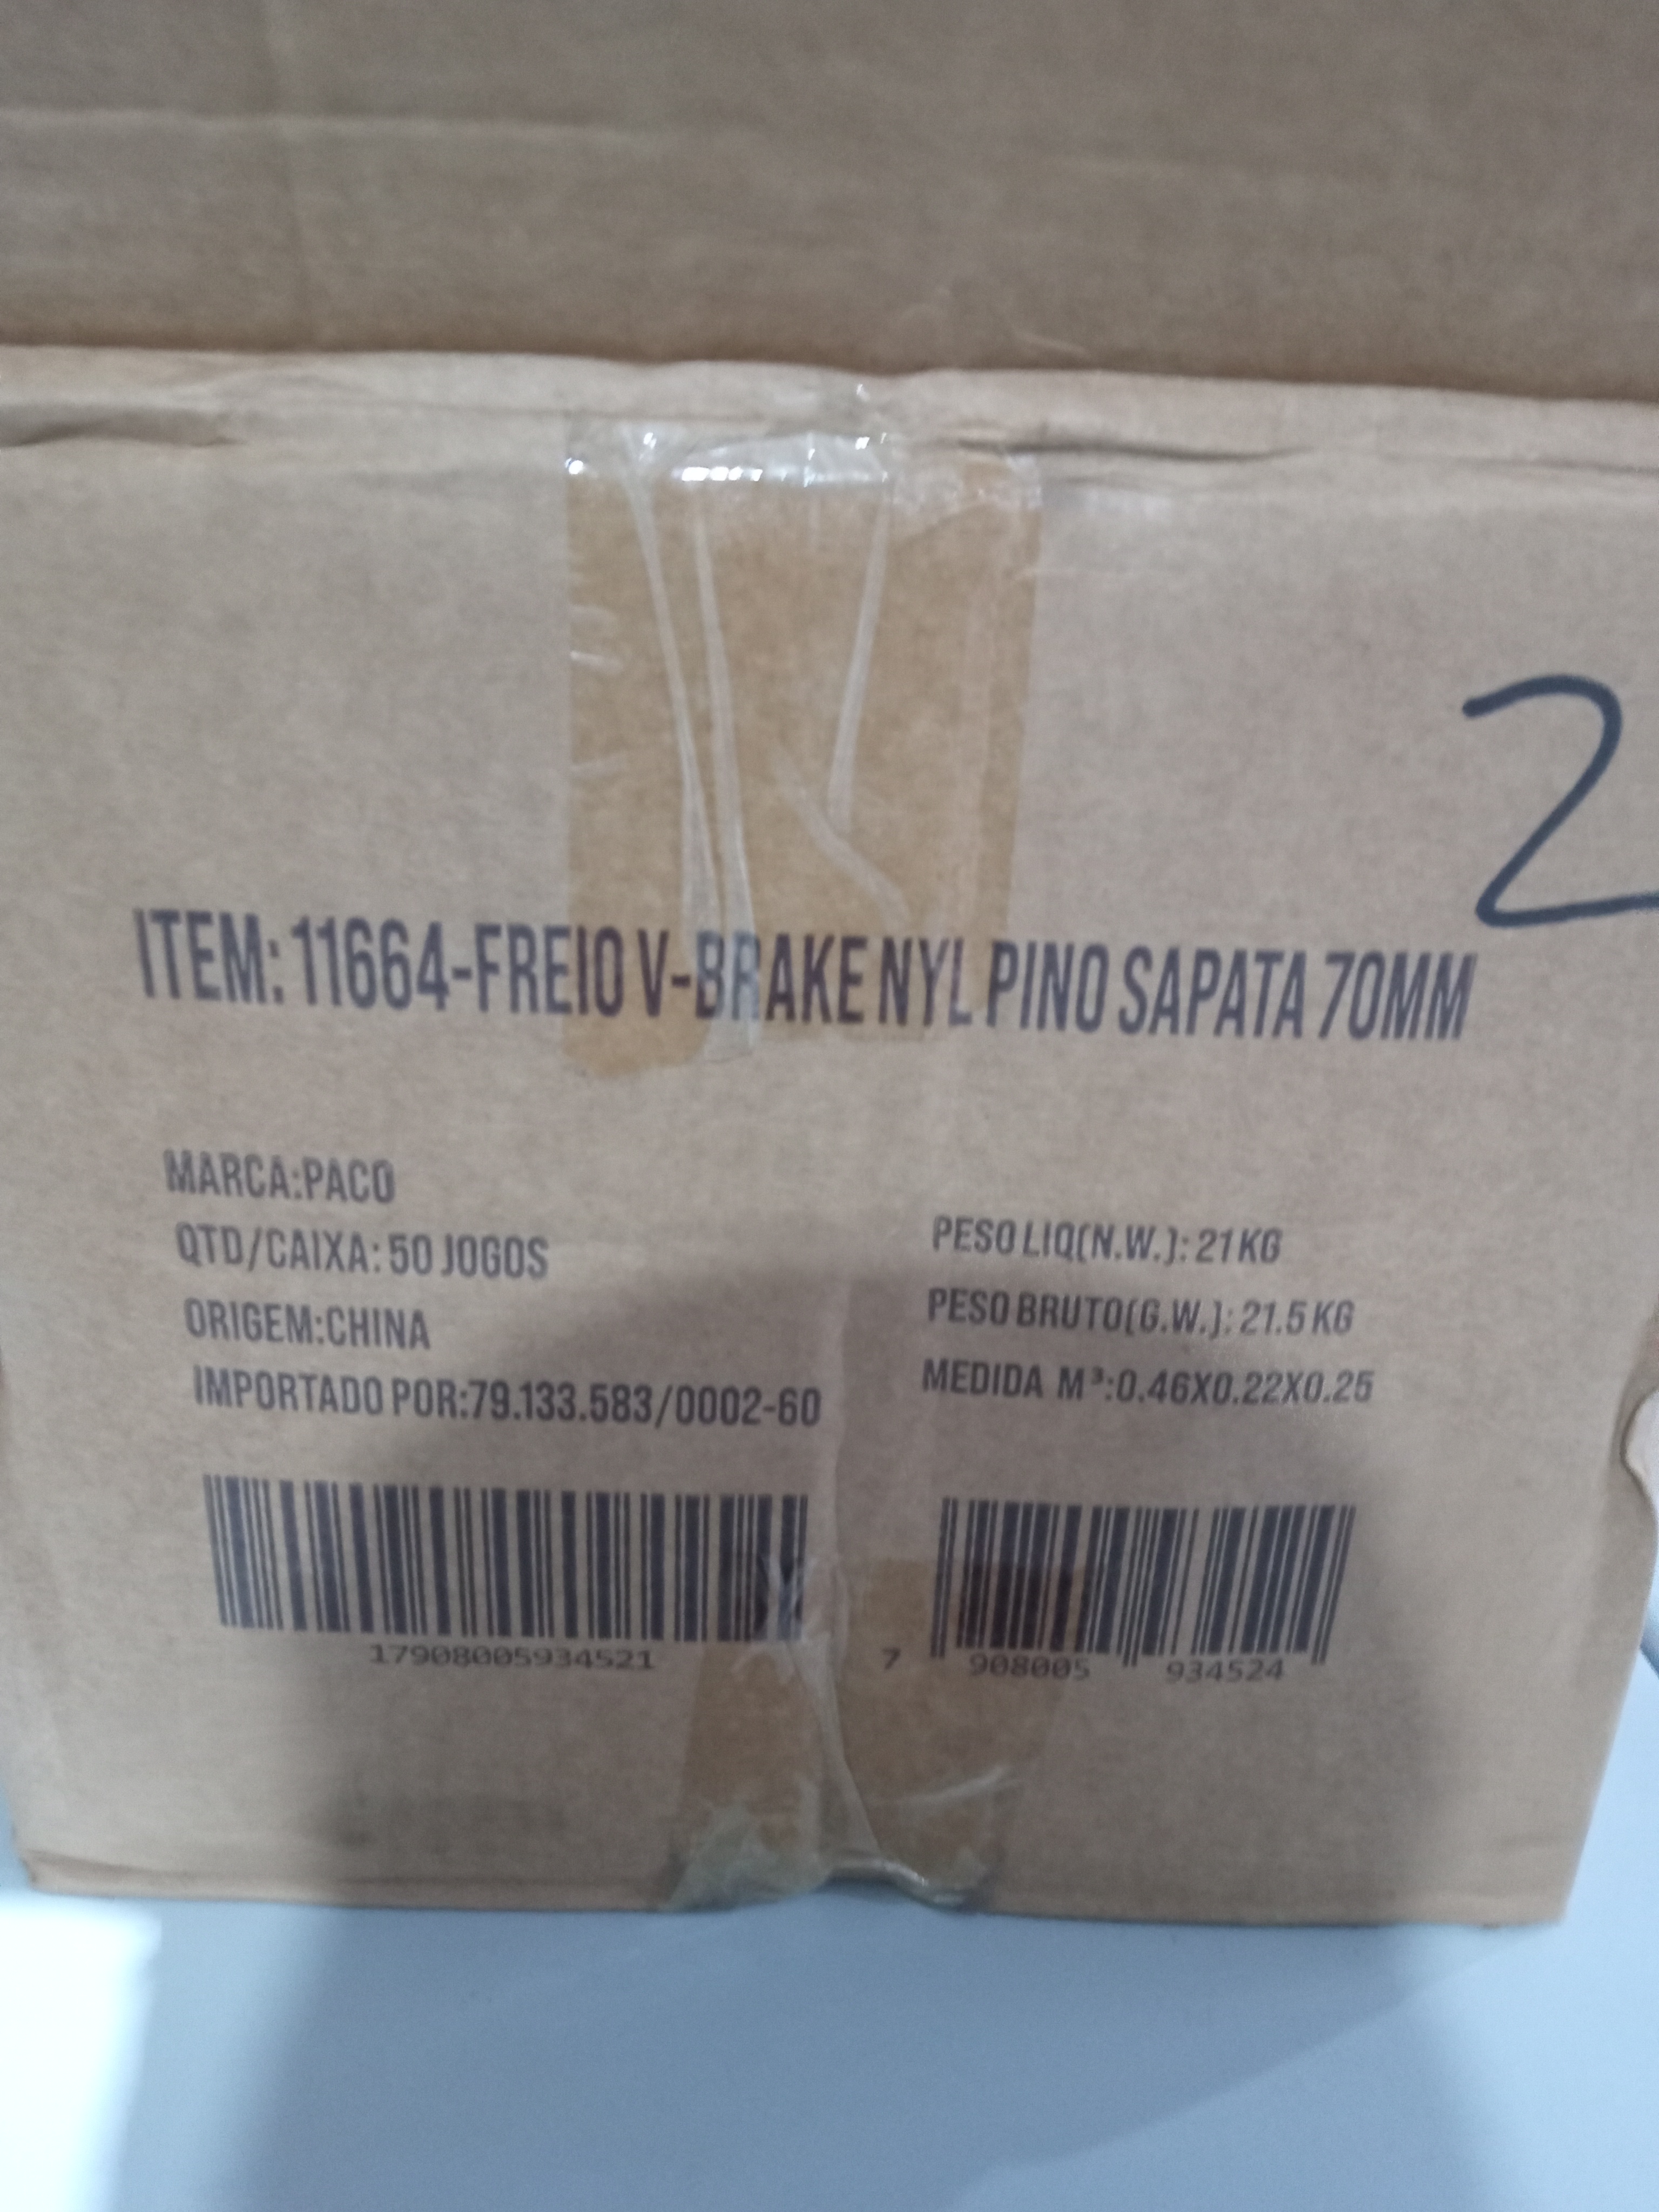 2
ITEM: 11664-FREIO V-BRAKE NYL PINO SAPATA 70MM
MARCA:PACO
QTD/CAIXA: 50 JOGOS
ORIGEM:CHINA
IMPORTADO POR:79.133.583/0002-60
PESO LIQ(N.W.): 21 KG
PESO BRUTO(G.W.): 21.5 KG
MEDIDA M³:0.46X0.22X0.25
17908005934521
7 908005 934524